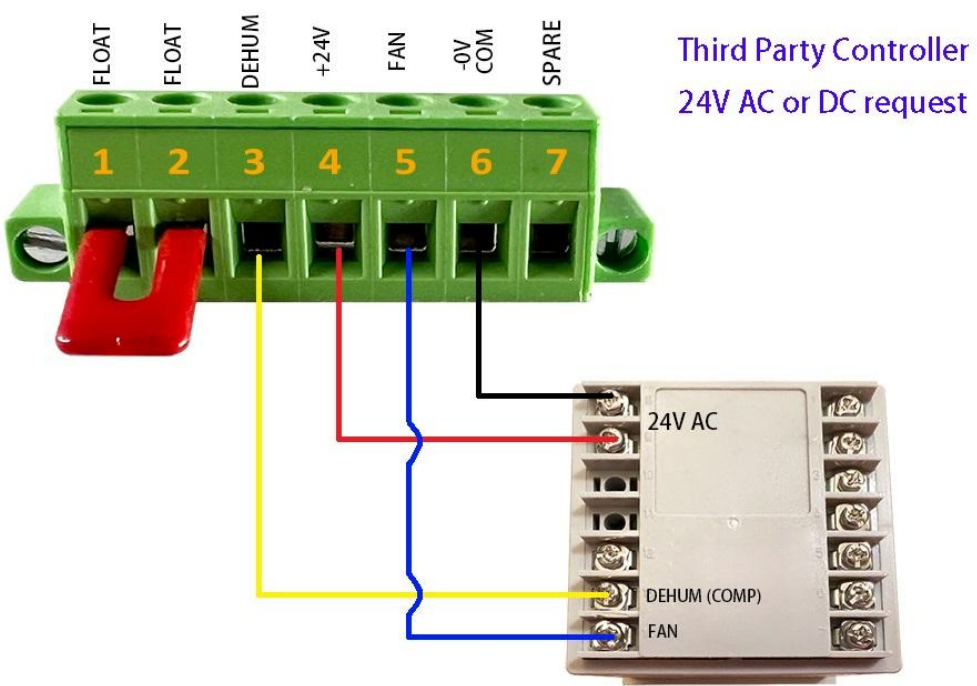 FLOAT
FLOAT
DEHUM
+24V
FAN
-0V
COM
SPARE
Third Party Controller
24V AC or DC request
1 2 3 4 5 6 7
24V AC
DEHUM (COMP)
FAN